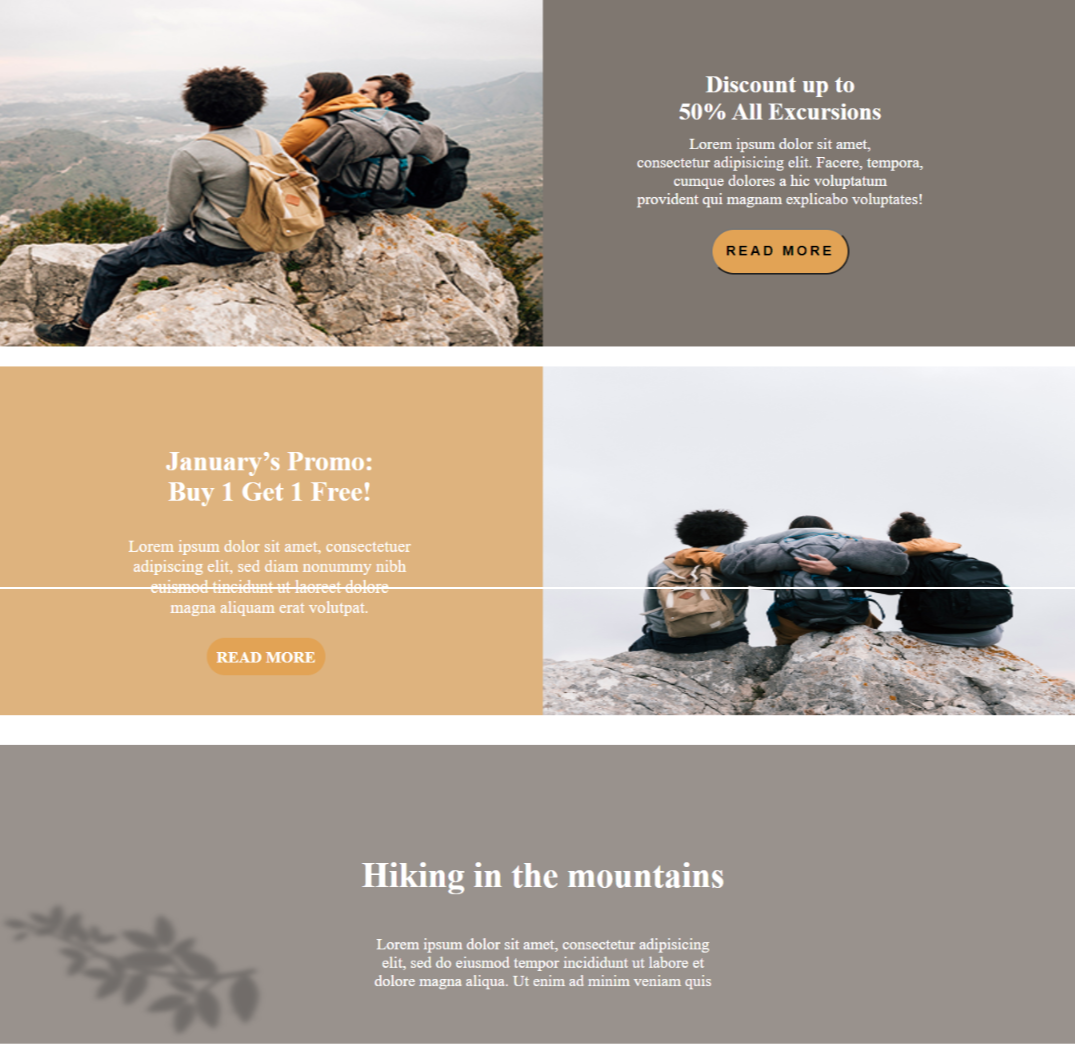 Discount up to
50% All Excursions
Lorem ipsum dolor sit amet,
consectetur adipisicing elit. Facere, tempora,
cumque dolores a hic voluptatum
provident qui magnam explicabo voluptates!
READ MORE
January’s Promo:
Buy 1 Get 1 Free!
Lorem ipsum dolor sit amet, consectetuer
adipiscing elit, sed diam nonummy nibh
euismod tincidunt ut laoreet dolore
magna aliquam erat volutpat.
READ MORE
Hiking in the mountains
Lorem ipsum dolor sit amet, consectetur adipisicing
elit, sed do eiusmod tempor incididunt ut labore et
dolore magna aliqua. Ut enim ad minim veniam quis